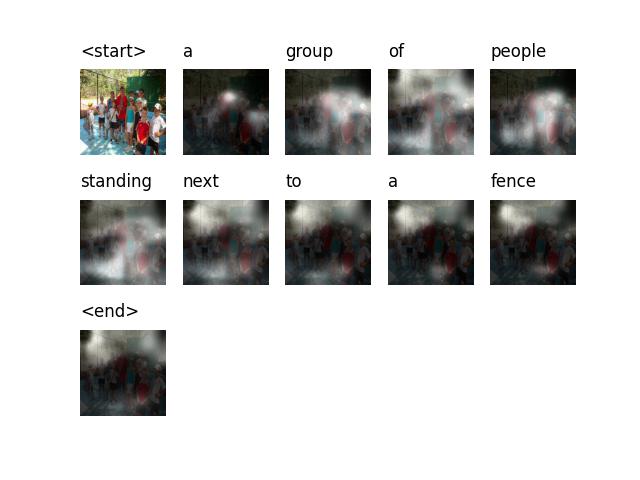 <start> a group of people
standing next to a fence
<end>